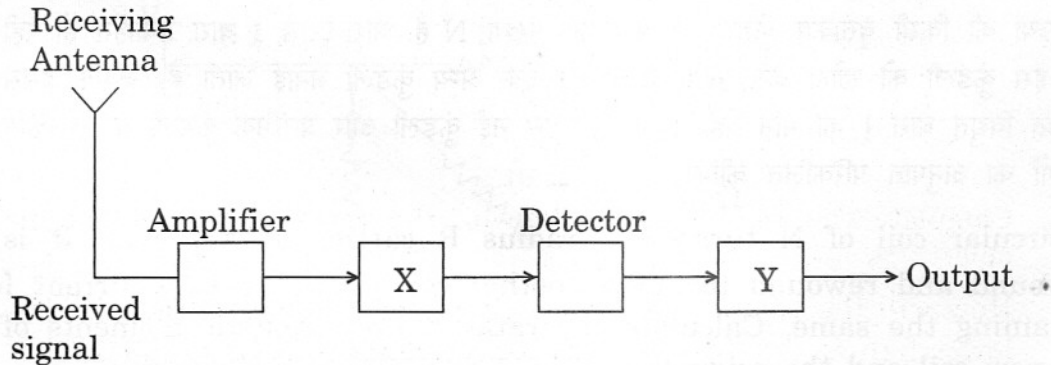 Receiving
Antenna
Amplifier
Detector
X
Y
Output
Received
signal